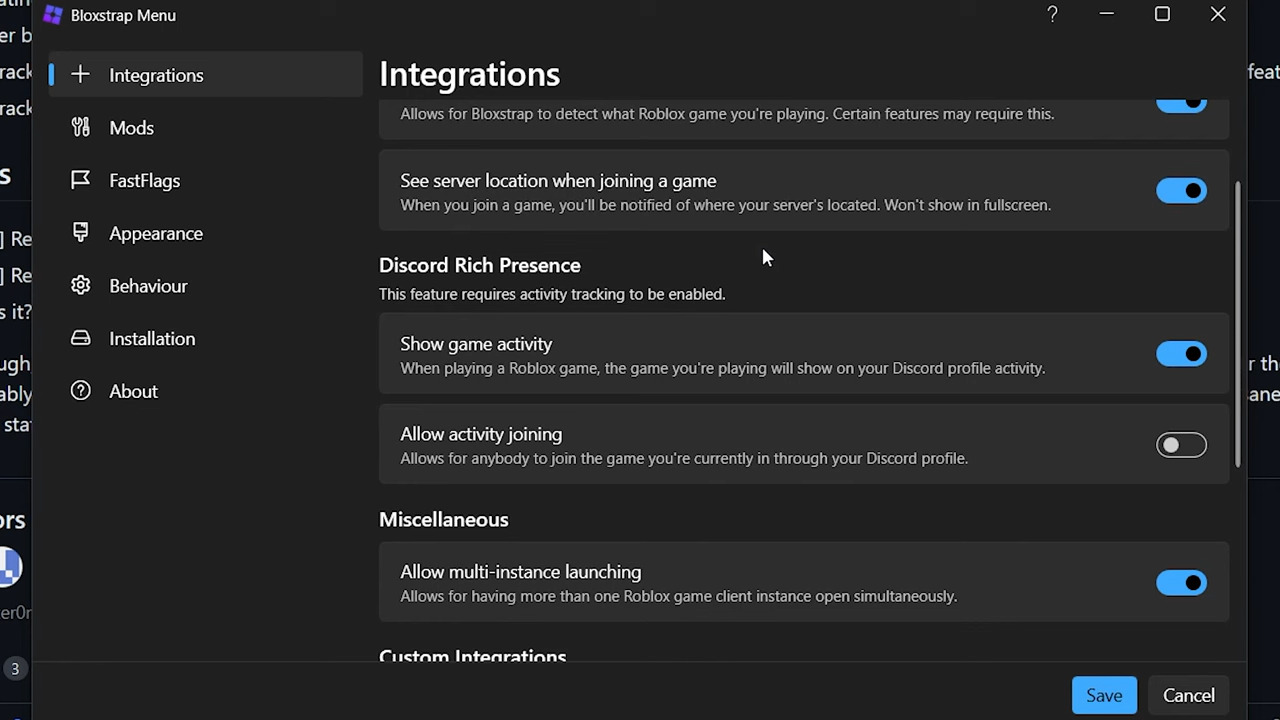 Bloxstrap Menu
Integrations
Mods
FastFlags
Appearance
Behaviour
Installation
About
Integrations
Allows for Bloxstrap to detect what Roblox game you're playing. Certain features may require this.
See server location when joining a game
When you join a game, you'll be notified of where your server's located. Won't show in fullscreen.
Discord Rich Presence
This feature requires activity tracking to be enabled.
Show game activity
When playing a Roblox game, the game you're playing will show on your Discord profile activity.
Allow activity joining
Allows for anybody to join the game you're currently in through your Discord profile.
Miscellaneous
Allow multi-instance launching
Allows for having more than one Roblox game client instance open simultaneously.
Custom Integrations
Save Cancel
3